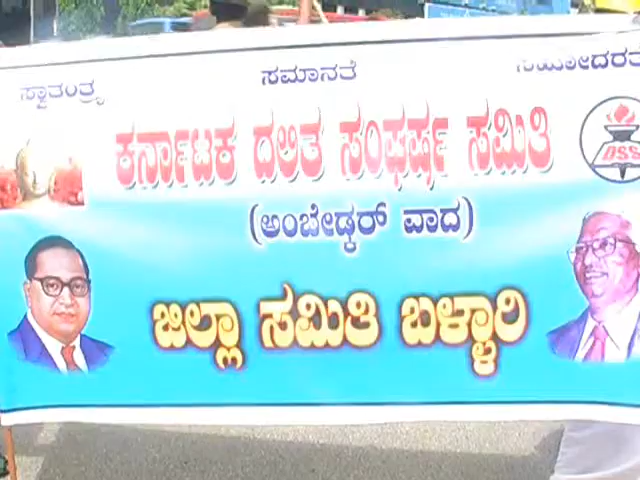 ಸ್ವಾತಂತ್ರ್ಯ ಸಮಾನತೆ ಸಹೋದರತೆ
ಕರ್ನಾಟಕ ದಲಿತ ಸಂಘರ್ಷ ಸಮಿತಿ
DSS
(ಅಂಬೇಡ್ಕರ್ ವಾದ)
ಜಿಲ್ಲಾ ಸಮಿತಿ ಬಳ್ಳಾರಿ